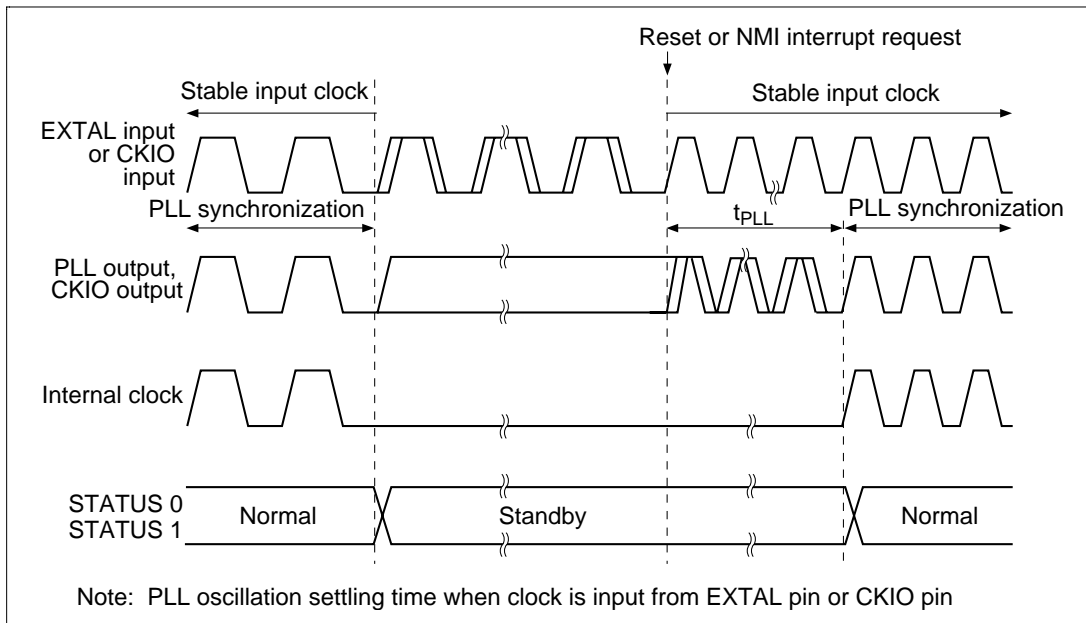 Reset or NMI interrupt request
Stable input clock
Stable input clock
EXTAL input
or CKIO
input
PLL synchronization
tPLL
PLL synchronization
PLL output,
CKIO output
Internal clock
STATUS 0
STATUS 1
Normal
Standby
Normal
Note: PLL oscillation settling time when clock is input from EXTAL pin or CKIO pin